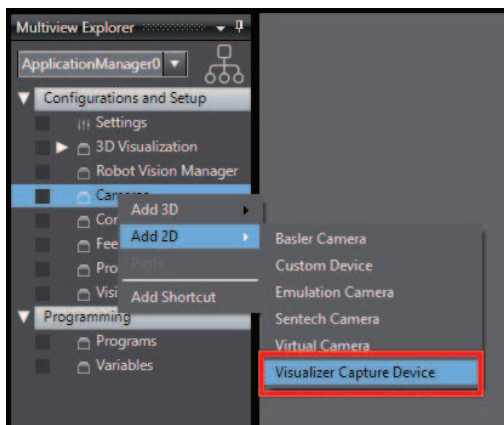 Multiview Explorer
ApplicationManager0
Configurations and Setup
Settings
3D Visualization
Robot Vision Manager
Add 3D
Add 2D
Paste
Add Shortcut
Basler Camera
Custom Device
Emulation Camera
Sentech Camera
Virtual Camera
Visualizer Capture Device
Programming
Programs
Variables